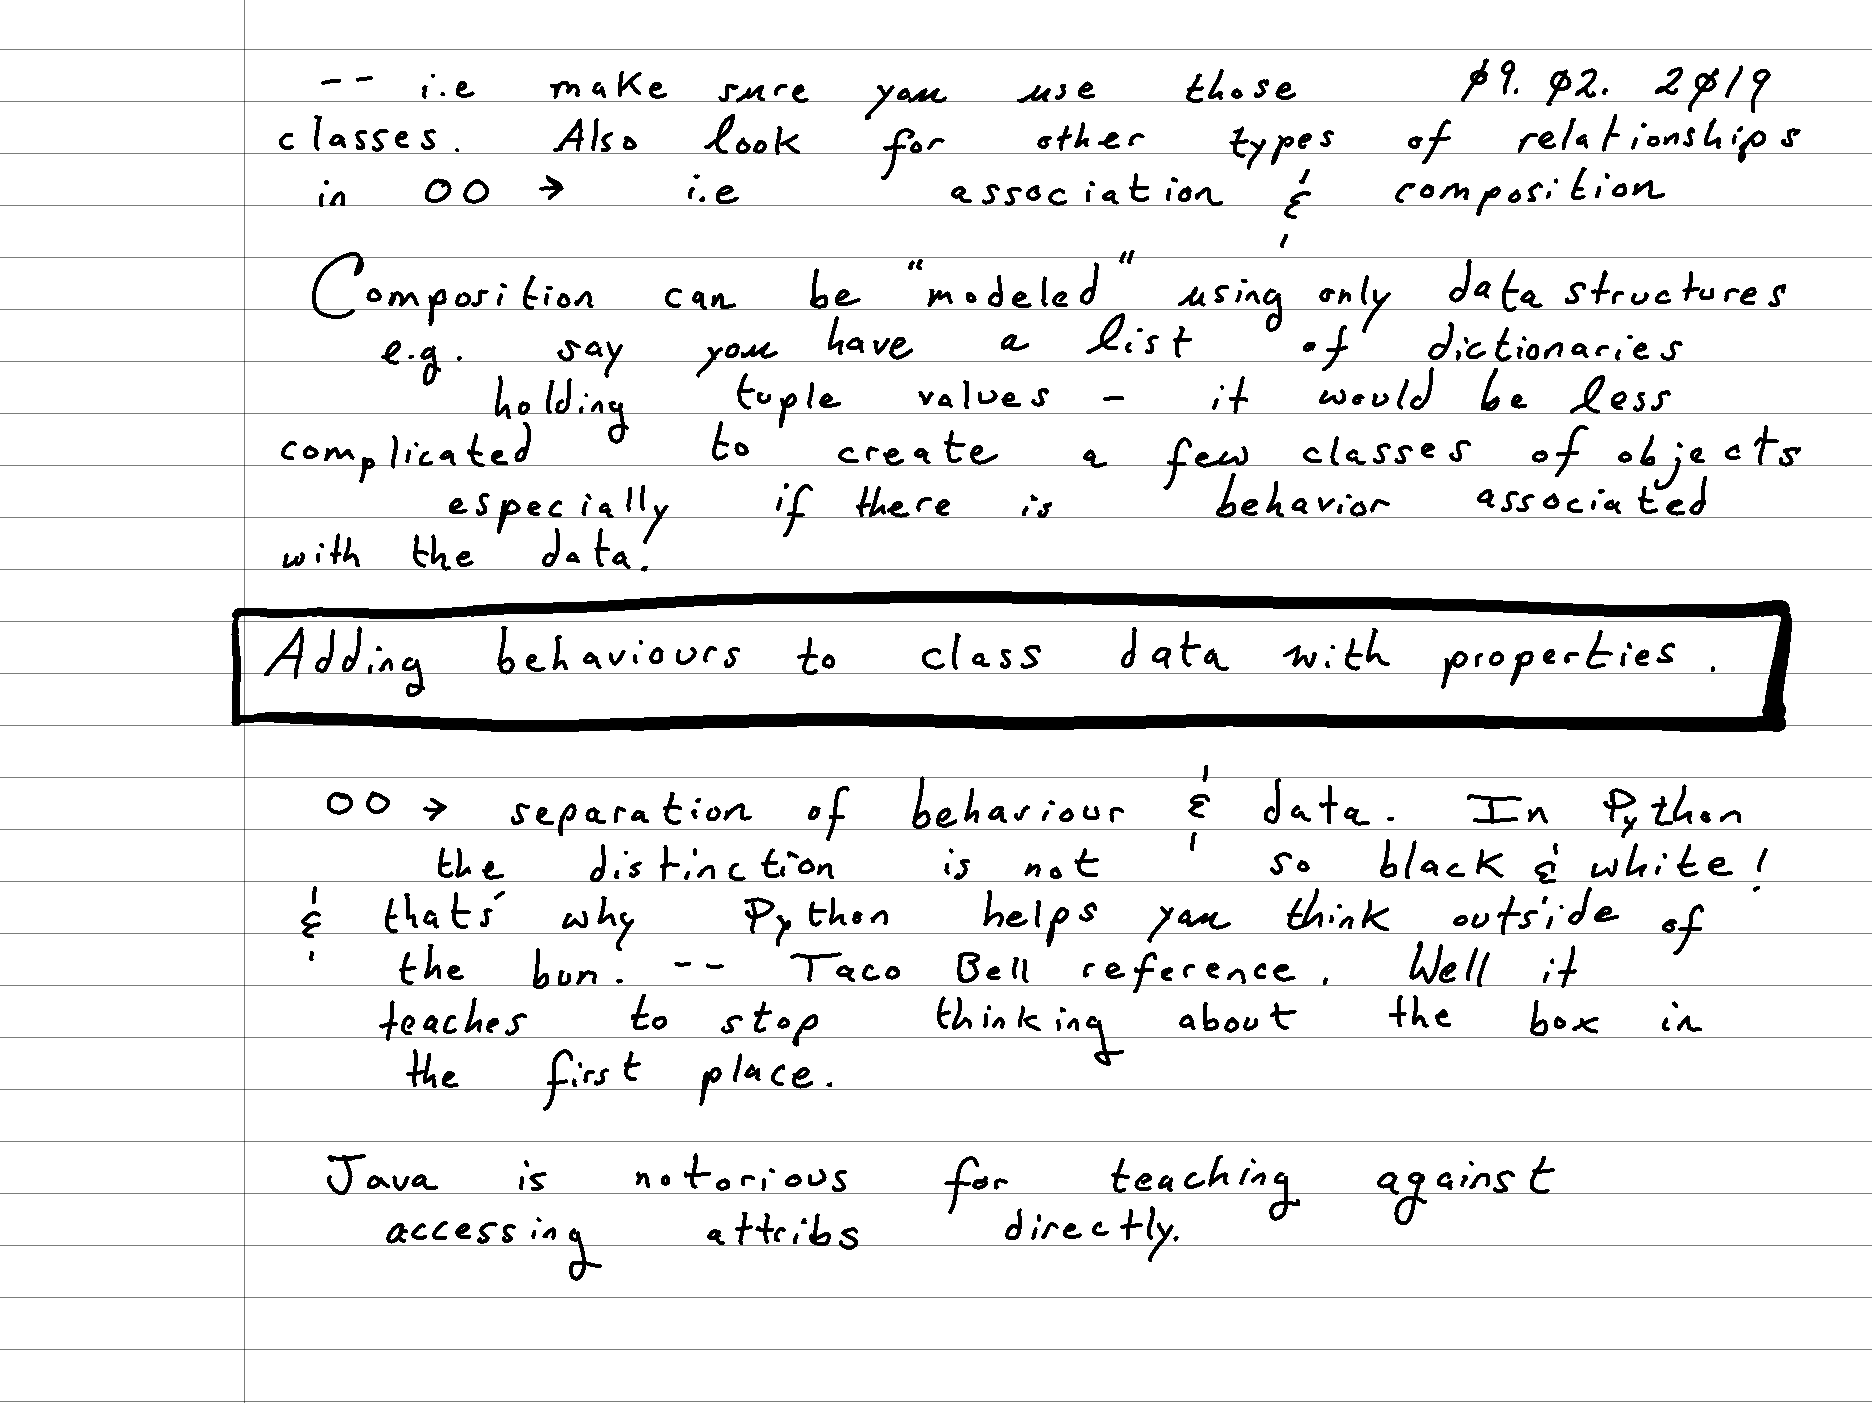 -- i.e make sure you use those 09. 02. 2019
classes. Also look for other types of relationships
in OO → i.e association & composition
Composition can be "modeled" using only data structures
e.g. say you have a list of dictionaries
holding tuple values - it would be less
complicated to create a few classes of objects
especially if there is behavior associated
with the data!
Adding behaviours to class data with properties.
OO → separation of behaviour & data. In Python
the distinction is not so black & white!
& thats' why Python helps you think outside of
the bun. -- Taco Bell reference. Well it
teaches to stop thinking about the box in
the first place.
Java is notorious for teaching against
accessing attribs directly.